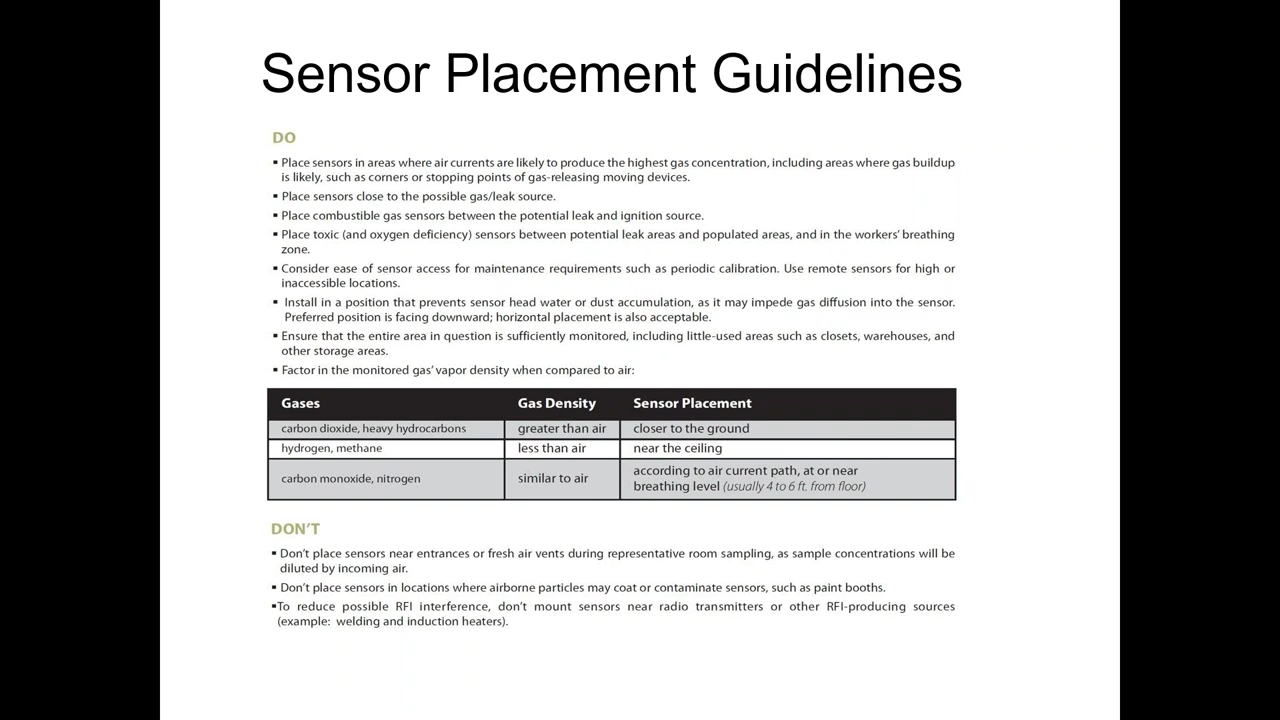 Sensor Placement Guidelines
DO
▪ Place sensors in areas where air currents are likely to produce the highest gas concentration, including areas where gas buildup
is likely, such as corners or stopping points of gas-releasing moving devices.
▪ Place sensors close to the possible gas/leak source.
▪ Place combustible gas sensors between the potential leak and ignition source.
▪ Place toxic (and oxygen deficiency) sensors between potential leak areas and populated areas, and in the workers' breathing
zone.
▪ Consider ease of sensor access for maintenance requirements such as periodic calibration. Use remote sensors for high or
inaccessible locations.
▪ Install in a position that prevents sensor head water or dust accumulation, as it may impede gas diffusion into the sensor.
Preferred position is facing downward; horizontal placement is also acceptable.
▪ Ensure that the entire area in question is sufficiently monitored, including little-used areas such as closets, warehouses, and
other storage areas.
▪ Factor in the monitored gas' vapor density when compared to air:
Gases Gas Density Sensor Placement
carbon dioxide, heavy hydrocarbons greater than air closer to the ground
hydrogen, methane less than air near the ceiling
carbon monoxide, nitrogen similar to air according to air current path, at or near
breathing level (usually 4 to 6 ft. from floor)
DON'T
▪ Don't place sensors near entrances or fresh air vents during representative room sampling, as sample concentrations will be
diluted by incoming air.
▪ Don't place sensors in locations where airborne particles may coat or contaminate sensors, such as paint booths.
▪To reduce possible RFI interference, don't mount sensors near radio transmitters or other RFI-producing sources
(example: welding and induction heaters).